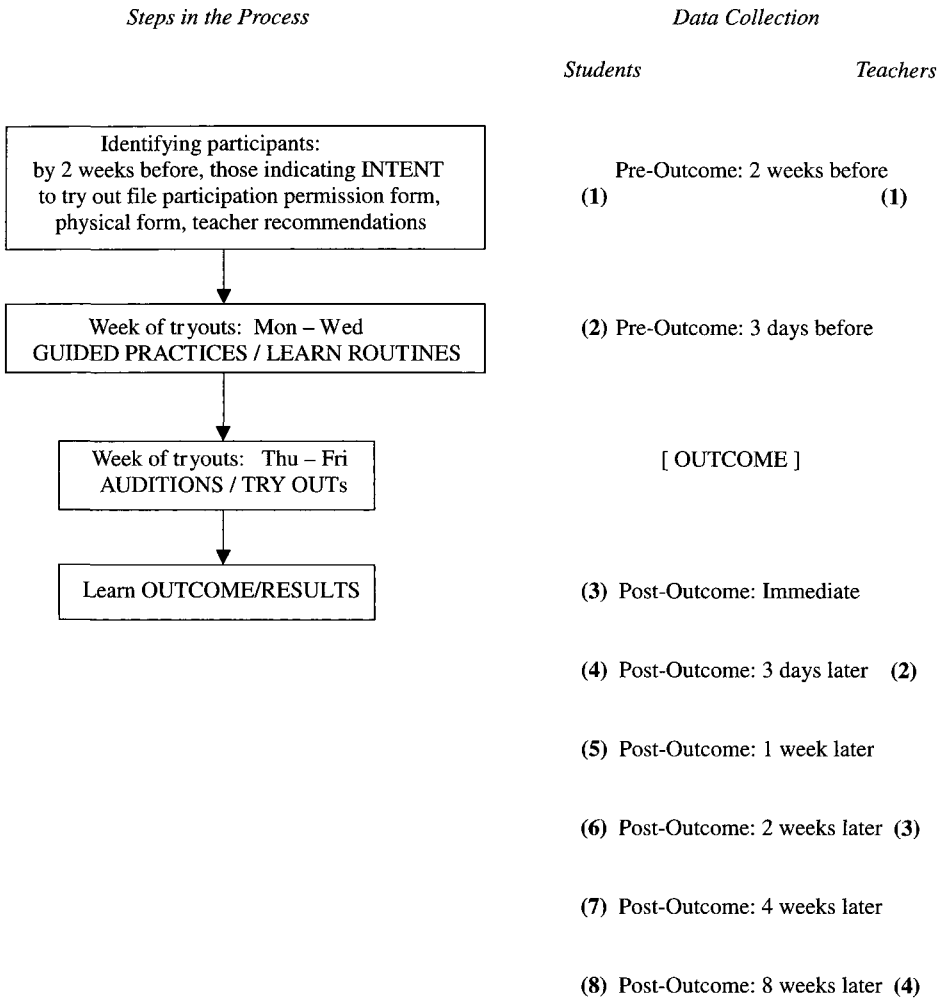 Steps in the Process
Data Collection
Students
Teachers
Identifying participants:
by 2 weeks before, those indicating INTENT
to try out file participation permission form,
physical form, teacher recommendations
Pre-Outcome: 2 weeks before
(1)
(1)
Week of tryouts: Mon – Wed
GUIDED PRACTICES / LEARN ROUTINES
(2) Pre-Outcome: 3 days before
Week of tryouts: Thu – Fri
AUDITIONS / TRY OUTs
[ OUTCOME ]
Learn OUTCOME/RESULTS
(3) Post-Outcome: Immediate
(4) Post-Outcome: 3 days later (2)
(5) Post-Outcome: 1 week later
(6) Post-Outcome: 2 weeks later (3)
(7) Post-Outcome: 4 weeks later
(8) Post-Outcome: 8 weeks later (4)